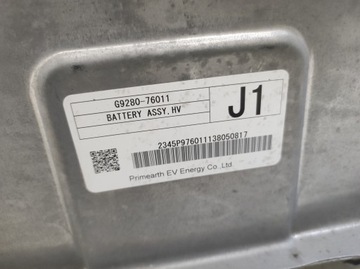 G9280-76011
BATTERY ASSY,HV
J1
2345P976011138050817
Primearth EV Energy Co.,Ltd.